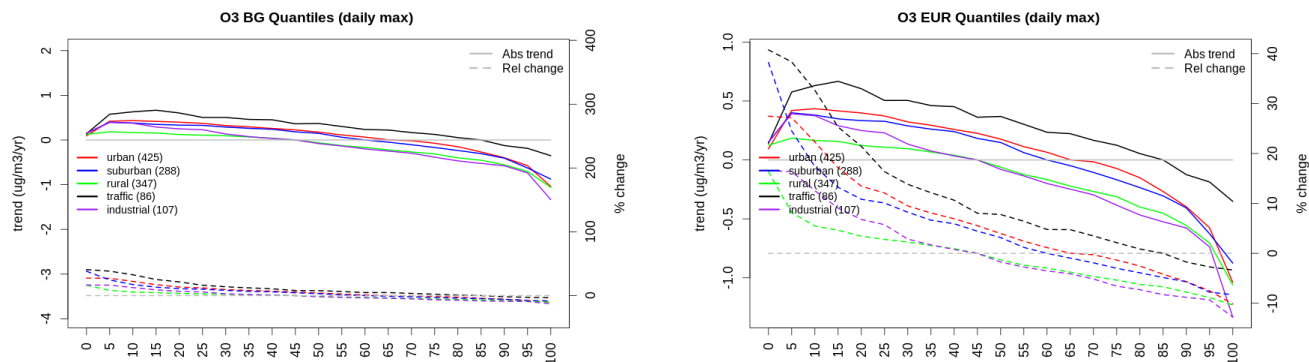 O3 BG Quantiles (daily max)
trend (ug/m3/yr)
2
1
0
-1
-2
-3
-4
Abs trend
Rel change
urban (425)
suburban (288)
rural (347)
traffic (86)
industrial (107)
400
300
200
100
0
% change
0 5 10 15 20 25 30 35 40 45 50 55 60 65 70 75 80 85 90 95 100
O3 EUR Quantiles (daily max)
trend (ug/m3/yr)
1.0
0.5
0.0
-0.5
-1.0
Abs trend
Rel change
urban (425)
suburban (288)
rural (347)
traffic (86)
industrial (107)
40
30
20
10
0
-10
% change
0 5 10 15 20 25 30 35 40 45 50 55 60 65 70 75 80 85 90 95 100